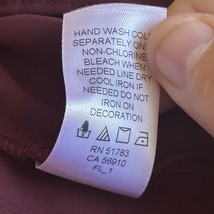 HAND WASH COLD
SEPARATELY ON
NON-CHLORINE
BLEACH WHEN
NEEDED LINE DRY
COOL IRON IF
NEEDED DO NOT
IRON ON
DECORATION
RN 51783
CA 56910
FL_1